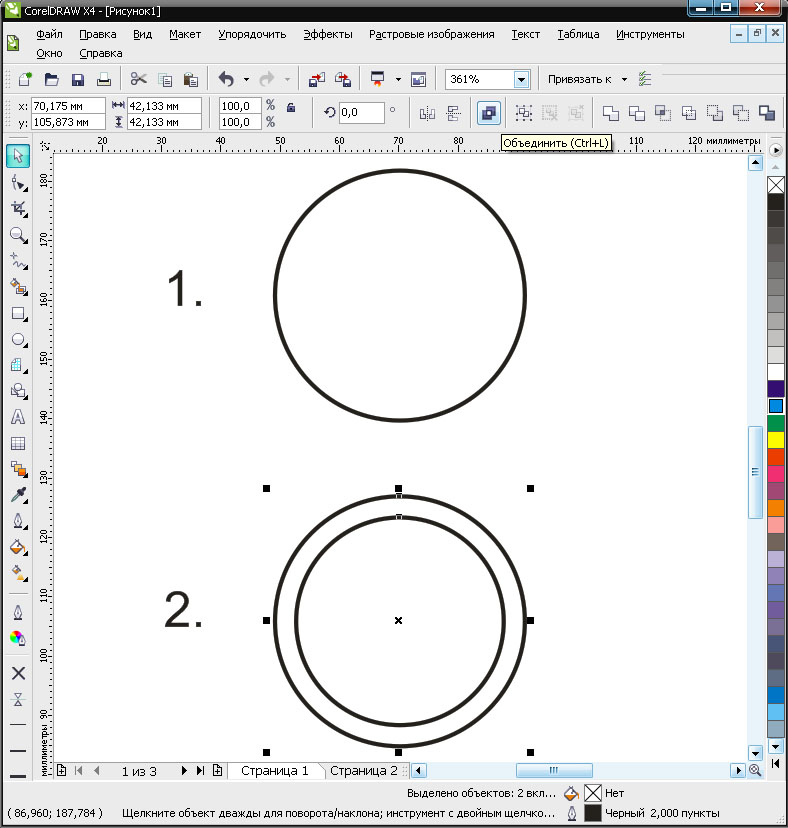 CorelDRAW X4 - [Рисунок1]
Файл Правка Вид Макет Упорядочить Эффекты Растровые изображения Текст Таблица Инструменты
Окно Справка
361% Привязать к
x: 70,175 мм 42,133 мм 100,0 % 0,0 °
y: 105,873 мм 42,133 мм 100,0 %
Объединить (Ctrl+L)
20 30 40 50 60 70 80 110 120 миллиметры
180
170
160
150
140
130
120
110
100
90
миллиметры
1.
2.
1 из 3 Страница 1 Страница 2
Выделено объектов: 2 вкл... Нет
( 86,960; 187,784 ) Щелкните объект дважды для поворота/наклона; инструмент с двойным щелчко... Черный 2,000 пункты